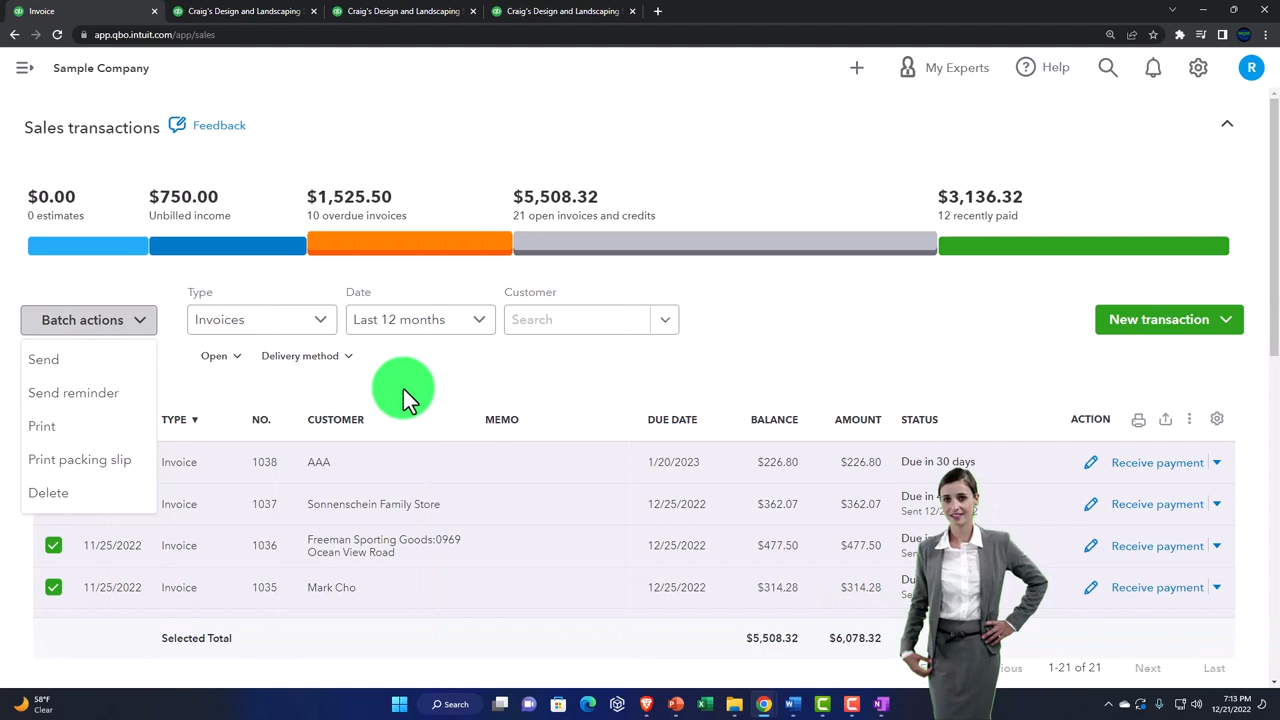 Invoice
Craig's Design and Landscaping
Craig's Design and Landscaping
Craig's Design and Landscaping
app.qbo.intuit.com/app/sales
Sample Company
My Experts
Help
R
Sales transactions
Feedback
$0.00
0 estimates
$750.00
Unbilled income
$1,525.50
10 overdue invoices
$5,508.32
21 open invoices and credits
$3,136.32
12 recently paid
Type
Date
Customer
Batch actions
Invoices
Last 12 months
Search
New transaction
Open
Delivery method
Send
Send reminder
Print
Print packing slip
Delete
TYPE ▼ NO. CUSTOMER MEMO DUE DATE BALANCE AMOUNT STATUS ACTION
Invoice 1038 AAA 1/20/2023 $226.80 $226.80 Due in 30 days Receive payment
Invoice 1037 Sonnenschein Family Store 12/25/2022 $362.07 $362.07 Due in Receive payment
Sent
11/25/2022 Invoice 1036 Freeman Sporting Goods:0969 12/25/2022 $477.50 $477.50 Receive payment
Ocean View Road
11/25/2022 Invoice 1035 Mark Cho 12/25/2022 $314.28 $314.28 Receive payment
Selected Total $5,508.32 $6,078.32
1-21 of 21 Next Last
58°F
Clear
Search
7:13 PM
12/21/2022